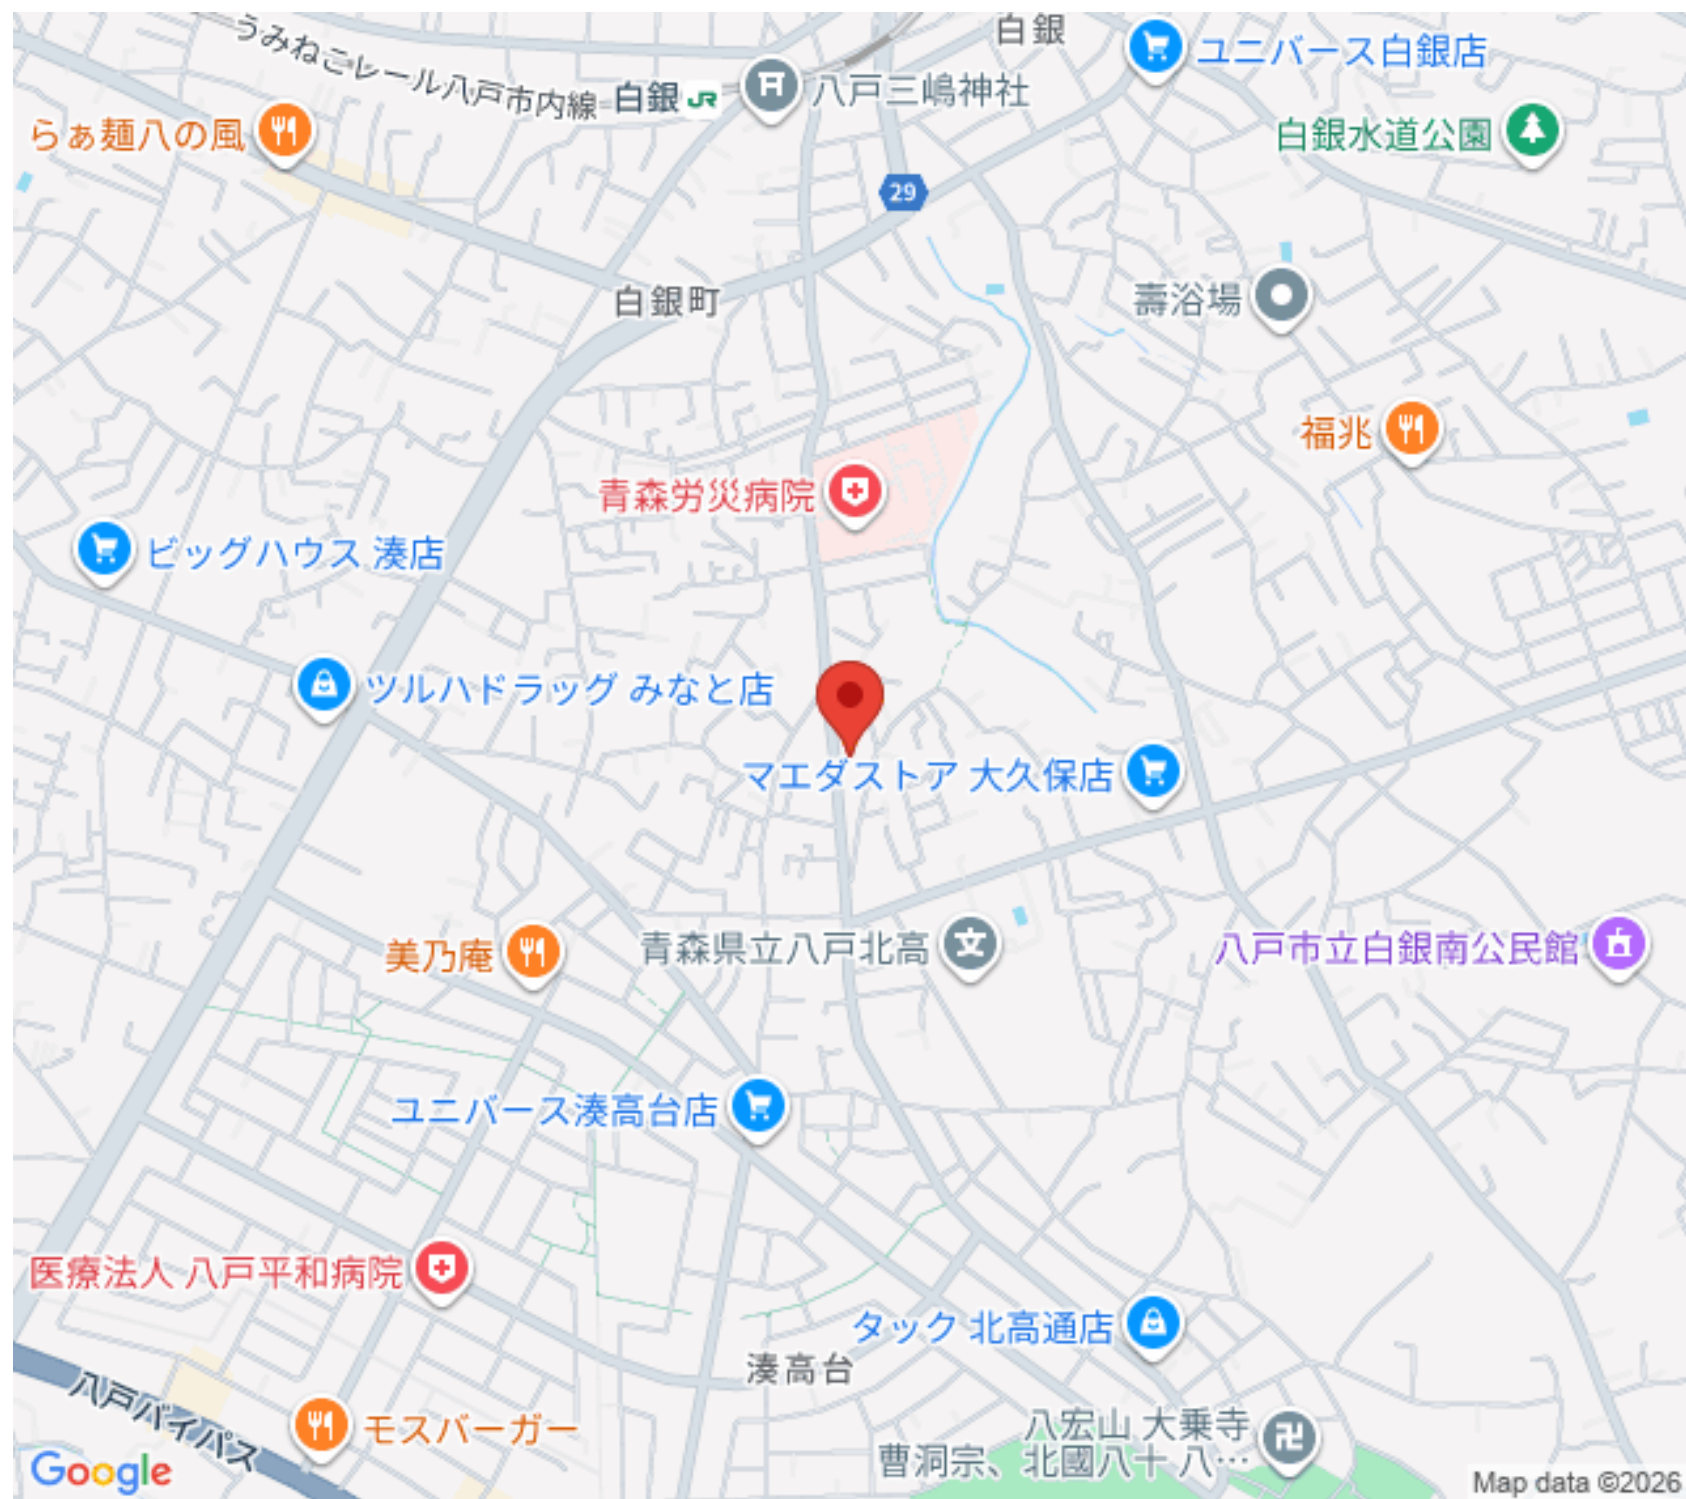 白銀
ユニバース白銀店
うみねこレール八戸市内線
白銀 JR
八戸三嶋神社
らぁ麺八の風
白銀水道公園
29
白銀町
壽浴場
福兆
青森労災病院
ビッグハウス 湊店
ツルハドラッグ みなと店
マエダストア 大久保店
美乃庵
青森県立八戸北高
文
八戸市立白銀南公民館
ユニバース湊高台店
医療法人 八戸平和病院
タック 北高通店
湊高台
八戸バイパス
モスバーガー
八宏山 大乗寺
曹洞宗、北國八十八…
卍
Google
Map data ©2026